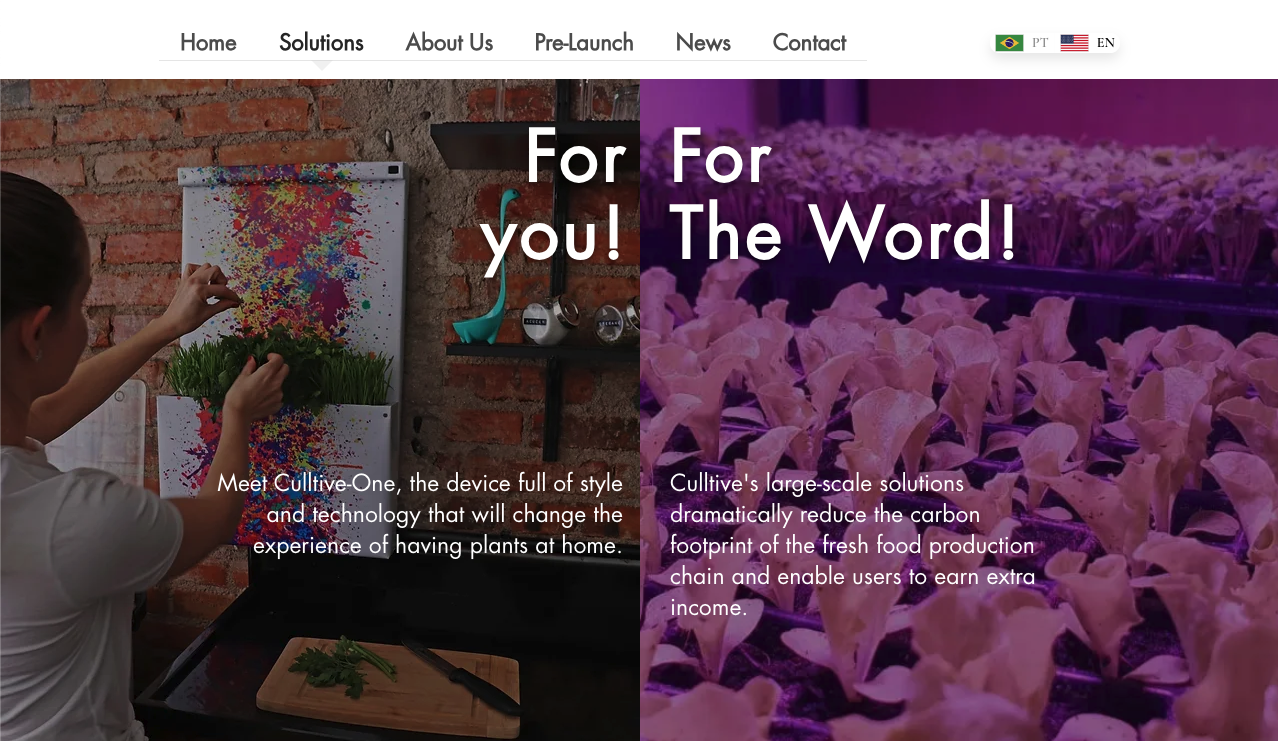 Home Solutions About Us Pre-Launch News Contact
PT EN
For
you!
Meet Culltive-One, the device full of style
and technology that will change the
experience of having plants at home.
For
The Word!
Culltive's large-scale solutions
dramatically reduce the carbon
footprint of the fresh food production
chain and enable users to earn extra
income.